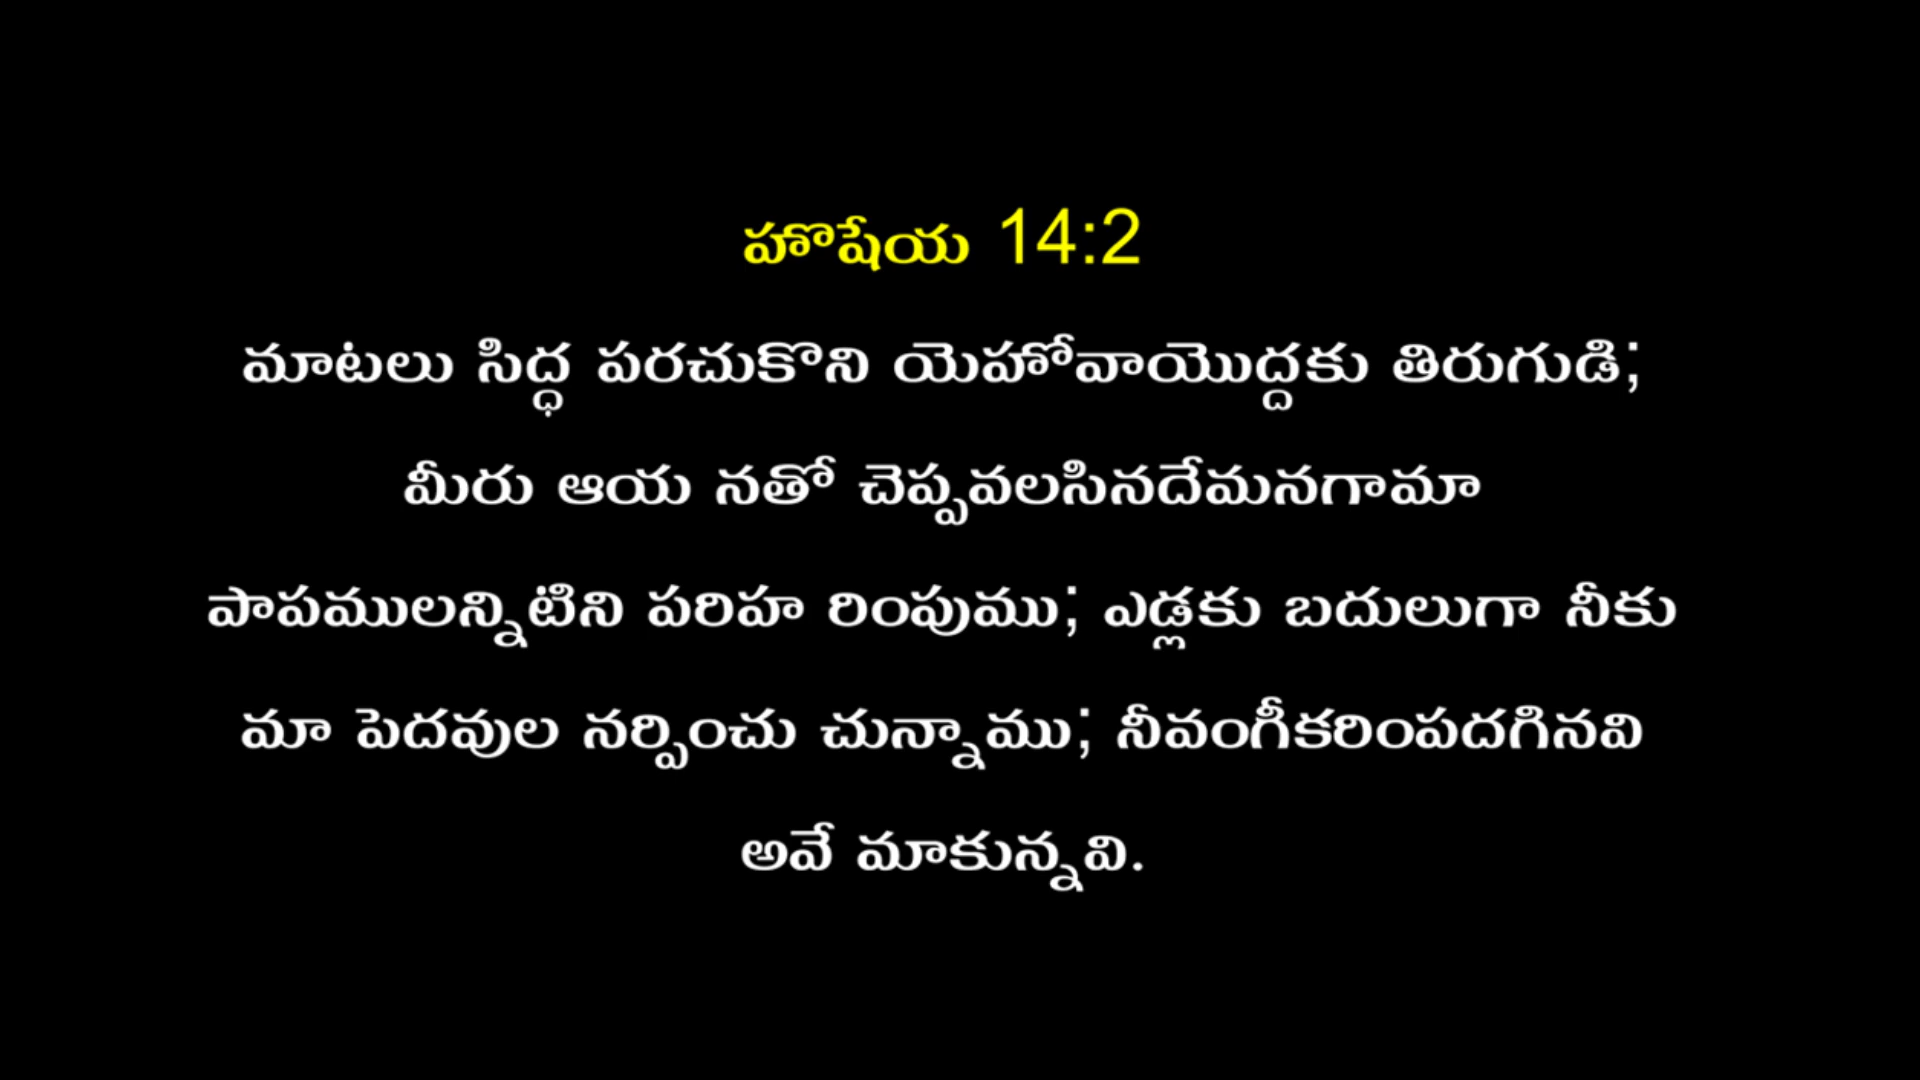 హొషేయ 14:2
మాటలు సిద్ధ పరచుకొని యెహోవాయొద్దకు తిరుగుడి;
మీరు ఆయ నతో చెప్పవలసినదేమనగామా
పాపములన్నిటిని పరిహ రింపుము; ఎడ్లకు బదులుగా నీకు
మా పెదవుల నర్పించు చున్నాము; నీవంగీకరింపదగినవి
అవే మాకున్నవి.